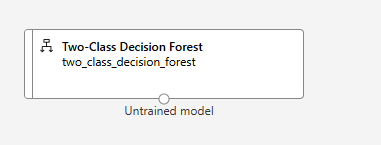 Two-Class Decision Forest
two_class_decision_forest
Untrained model